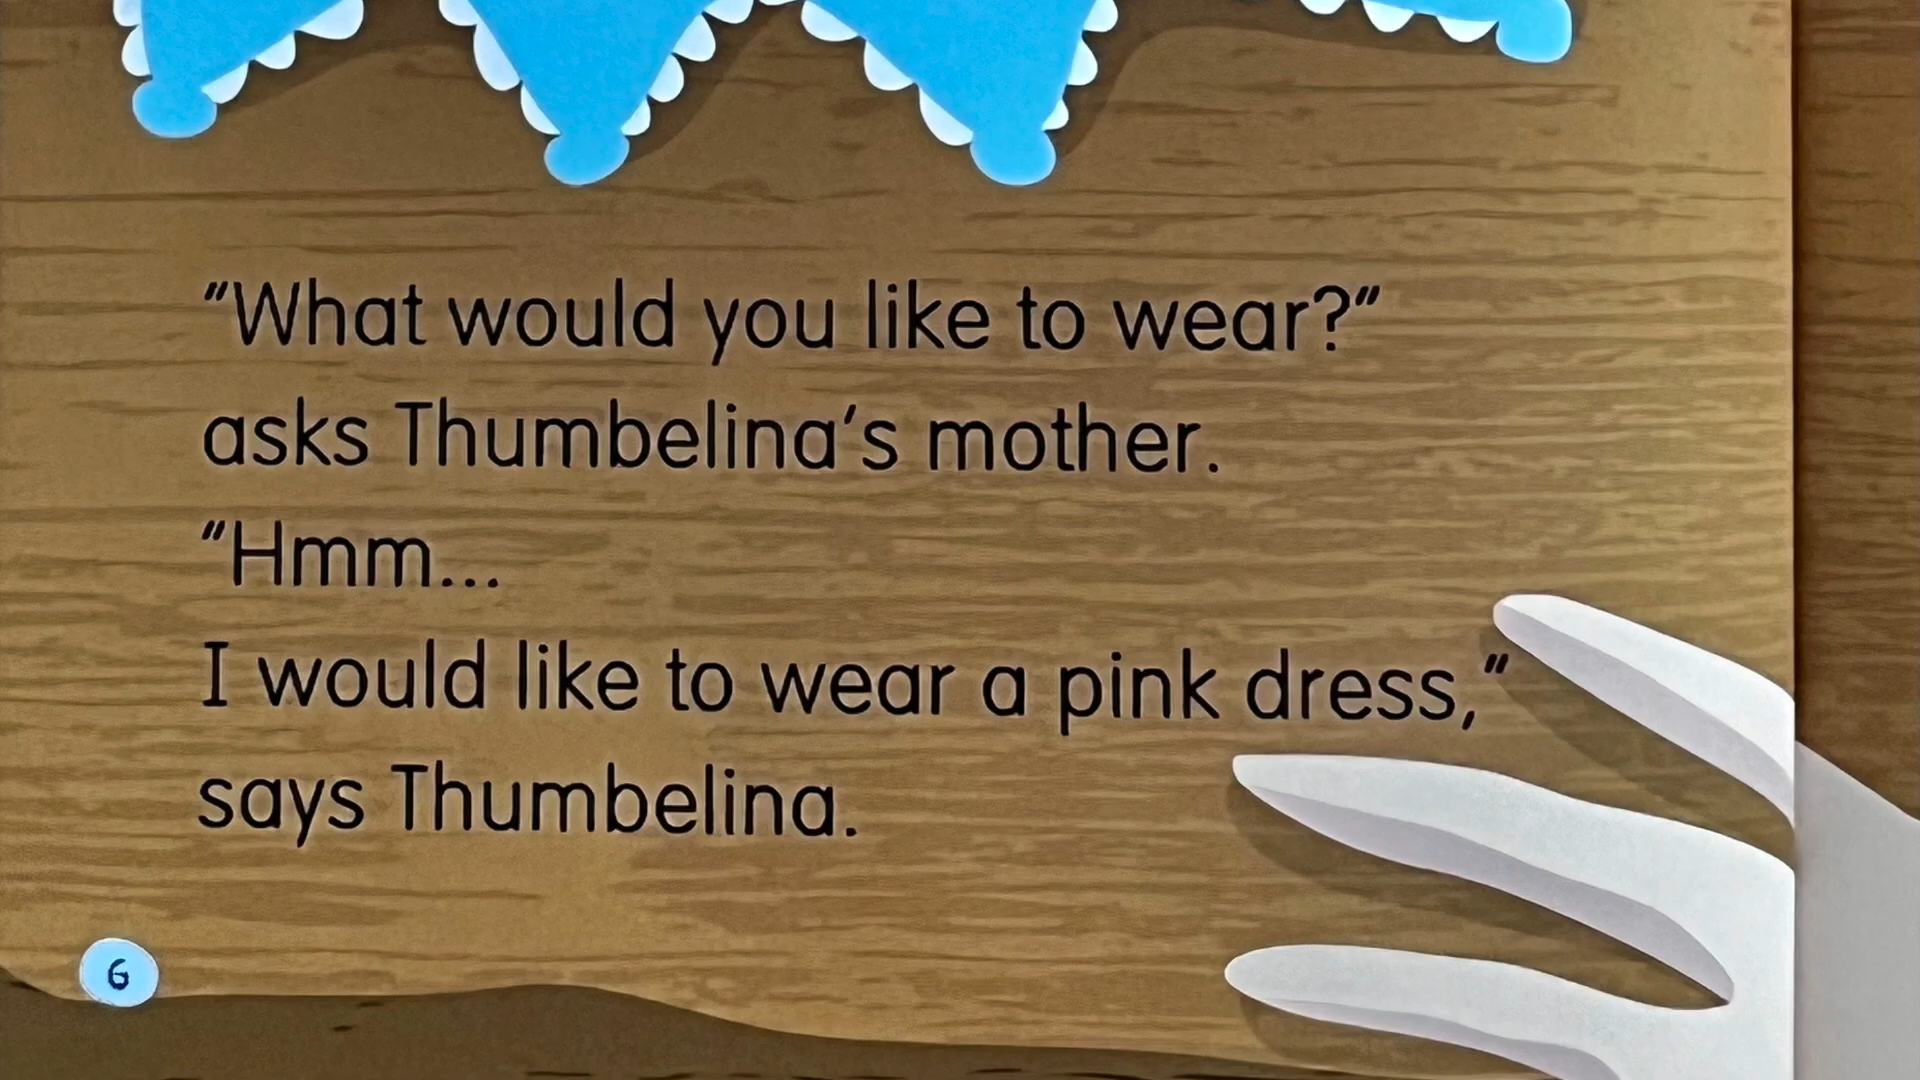 “What would you like to wear?”
asks Thumbelina’s mother.
“Hmm...
I would like to wear a pink dress,”
says Thumbelina.
6